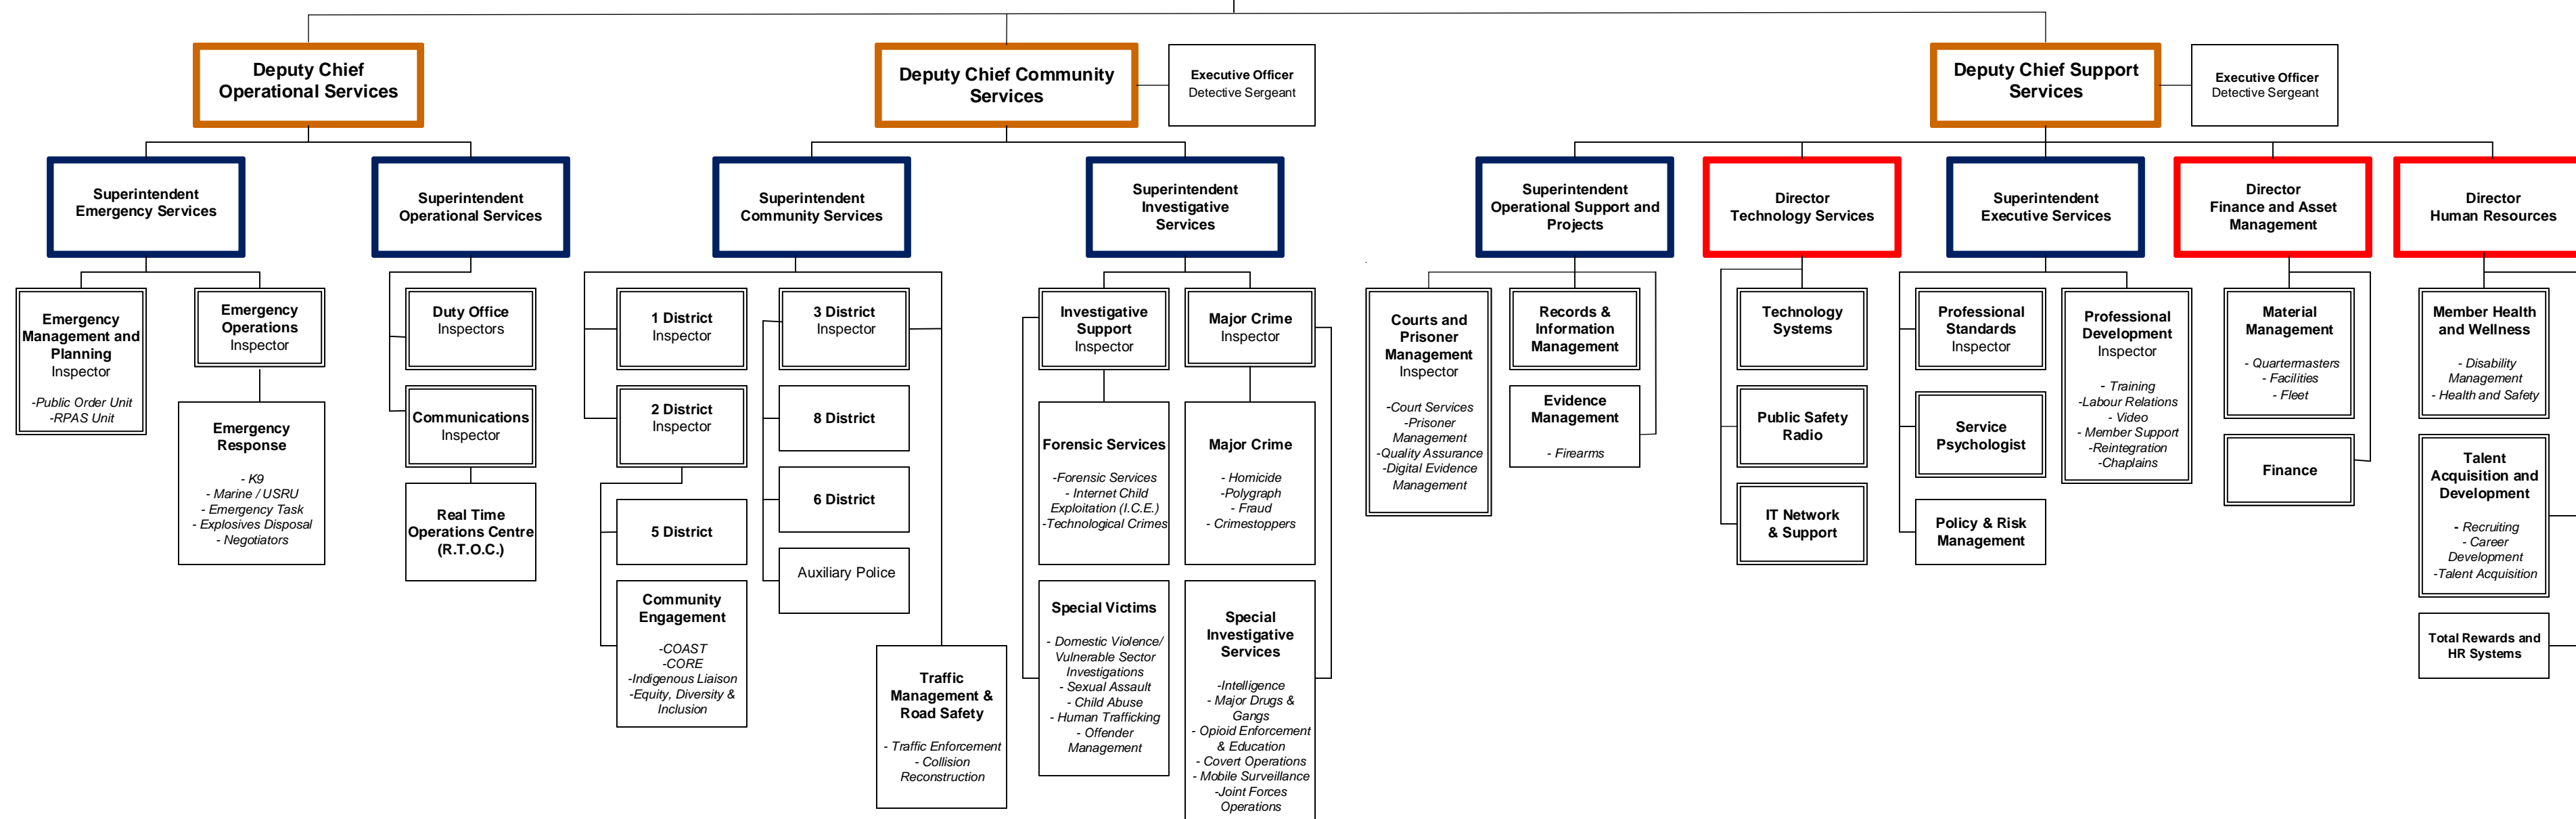 Deputy Chief
Operational Services
Deputy Chief Community
Services
Executive Officer
Detective Sergeant
Deputy Chief Support
Services
Executive Officer
Detective Sergeant
Superintendent
Emergency Services
Superintendent
Operational Services
Superintendent
Community Services
Superintendent
Investigative
Services
Superintendent
Operational Support and
Projects
Director
Technology Services
Superintendent
Executive Services
Director
Finance and Asset
Management
Director
Human Resources
Emergency
Management and
Planning
Inspector
-Public Order Unit
-RPAS Unit
Emergency
Operations
Inspector
Emergency
Response
- K9
- Marine / USRU
- Emergency Task
- Explosives Disposal
- Negotiators
Duty Office
Inspectors
Communications
Inspector
Real Time
Operations Centre
(R.T.O.C.)
1 District
Inspector
2 District
Inspector
5 District
Community
Engagement
-COAST
-CORE
-Indigenous Liaison
-Equity, Diversity &
Inclusion
3 District
Inspector
8 District
6 District
Auxiliary Police
Traffic
Management &
Road Safety
- Traffic Enforcement
- Collision
Reconstruction
Investigative
Support
Inspector
Forensic Services
-Forensic Services
- Internet Child
Exploitation (I.C.E.)
-Technological Crimes
Special Victims
- Domestic Violence/
Vulnerable Sector
Investigations
- Sexual Assault
- Child Abuse
- Human Trafficking
- Offender
Management
Major Crime
Inspector
Major Crime
- Homicide
-Polygraph
- Fraud
- Crimestoppers
Special
Investigative
Services
-Intelligence
- Major Drugs &
Gangs
- Opioid Enforcement
& Education
- Covert Operations
- Mobile Surveillance
-Joint Forces
Operations
Courts and
Prisoner
Management
Inspector
-Court Services
-Prisoner
Management
-Quality Assurance
-Digital Evidence
Management
Records &
Information
Management
Evidence
Management
- Firearms
Technology
Systems
Public Safety
Radio
IT Network
& Support
Professional
Standards
Inspector
Service
Psychologist
Policy & Risk
Management
Professional
Development
Inspector
- Training
-Labour Relations
- Video
- Member Support
-Reintegration
-Chaplains
Material
Management
- Quartermasters
- Facilities
- Fleet
Finance
Member Health
and Wellness
- Disability
Management
- Health and Safety
Talent
Acquisition and
Development
- Recruiting
- Career
Development
-Talent Acquisition
Total Rewards and
HR Systems